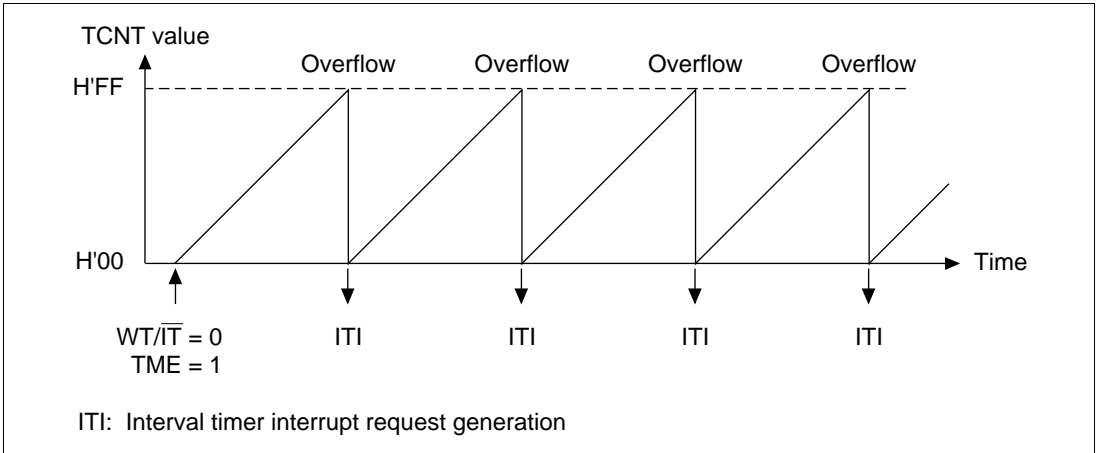 TCNT value
Overflow Overflow Overflow Overflow
H'FF
H'00
Time
WT/I̅T̅ = 0
TME = 1
ITI ITI ITI ITI
ITI: Interval timer interrupt request generation